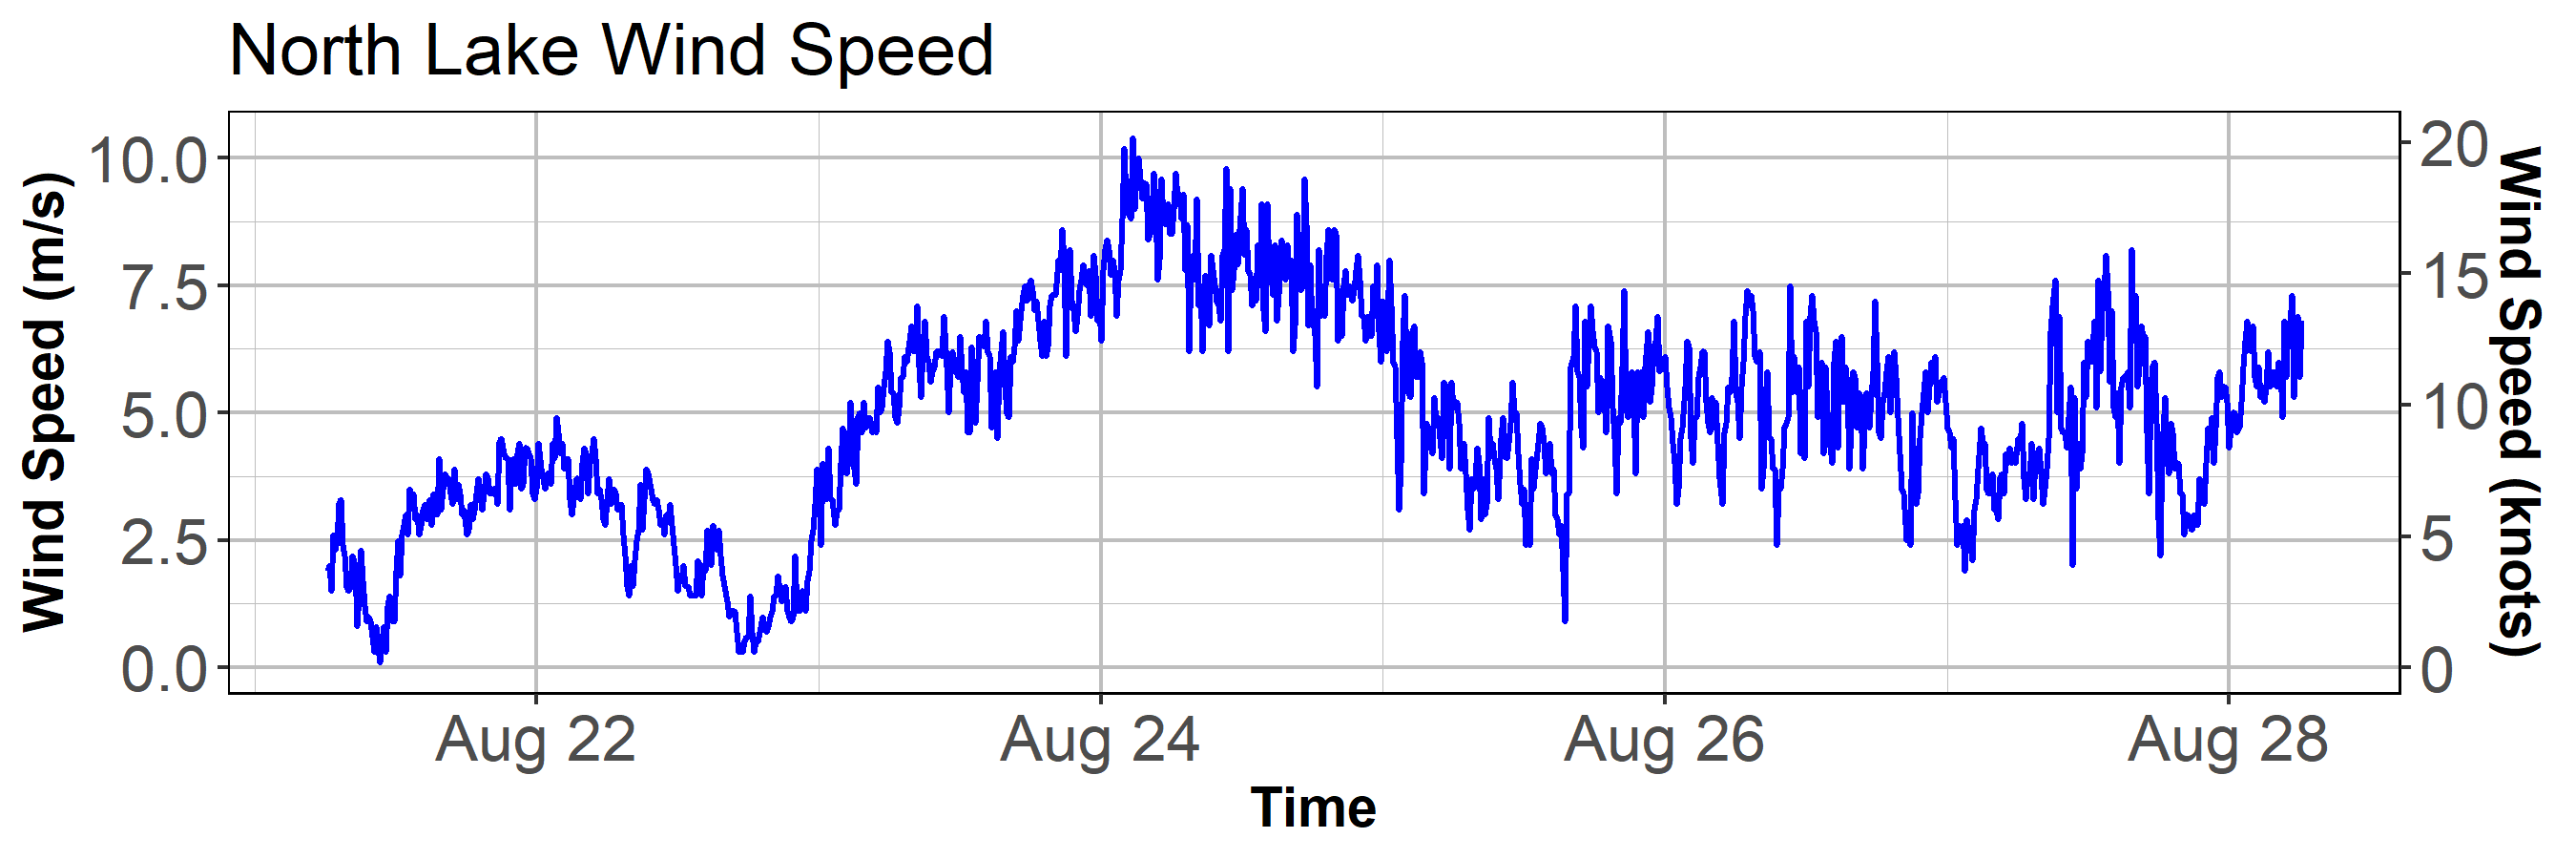 North Lake Wind Speed
Wind Speed (m/s)
10.0
7.5
5.0
2.5
0.0
20
15
10
5
0
Wind Speed (knots)
Aug 22
Aug 24
Aug 26
Aug 28
Time